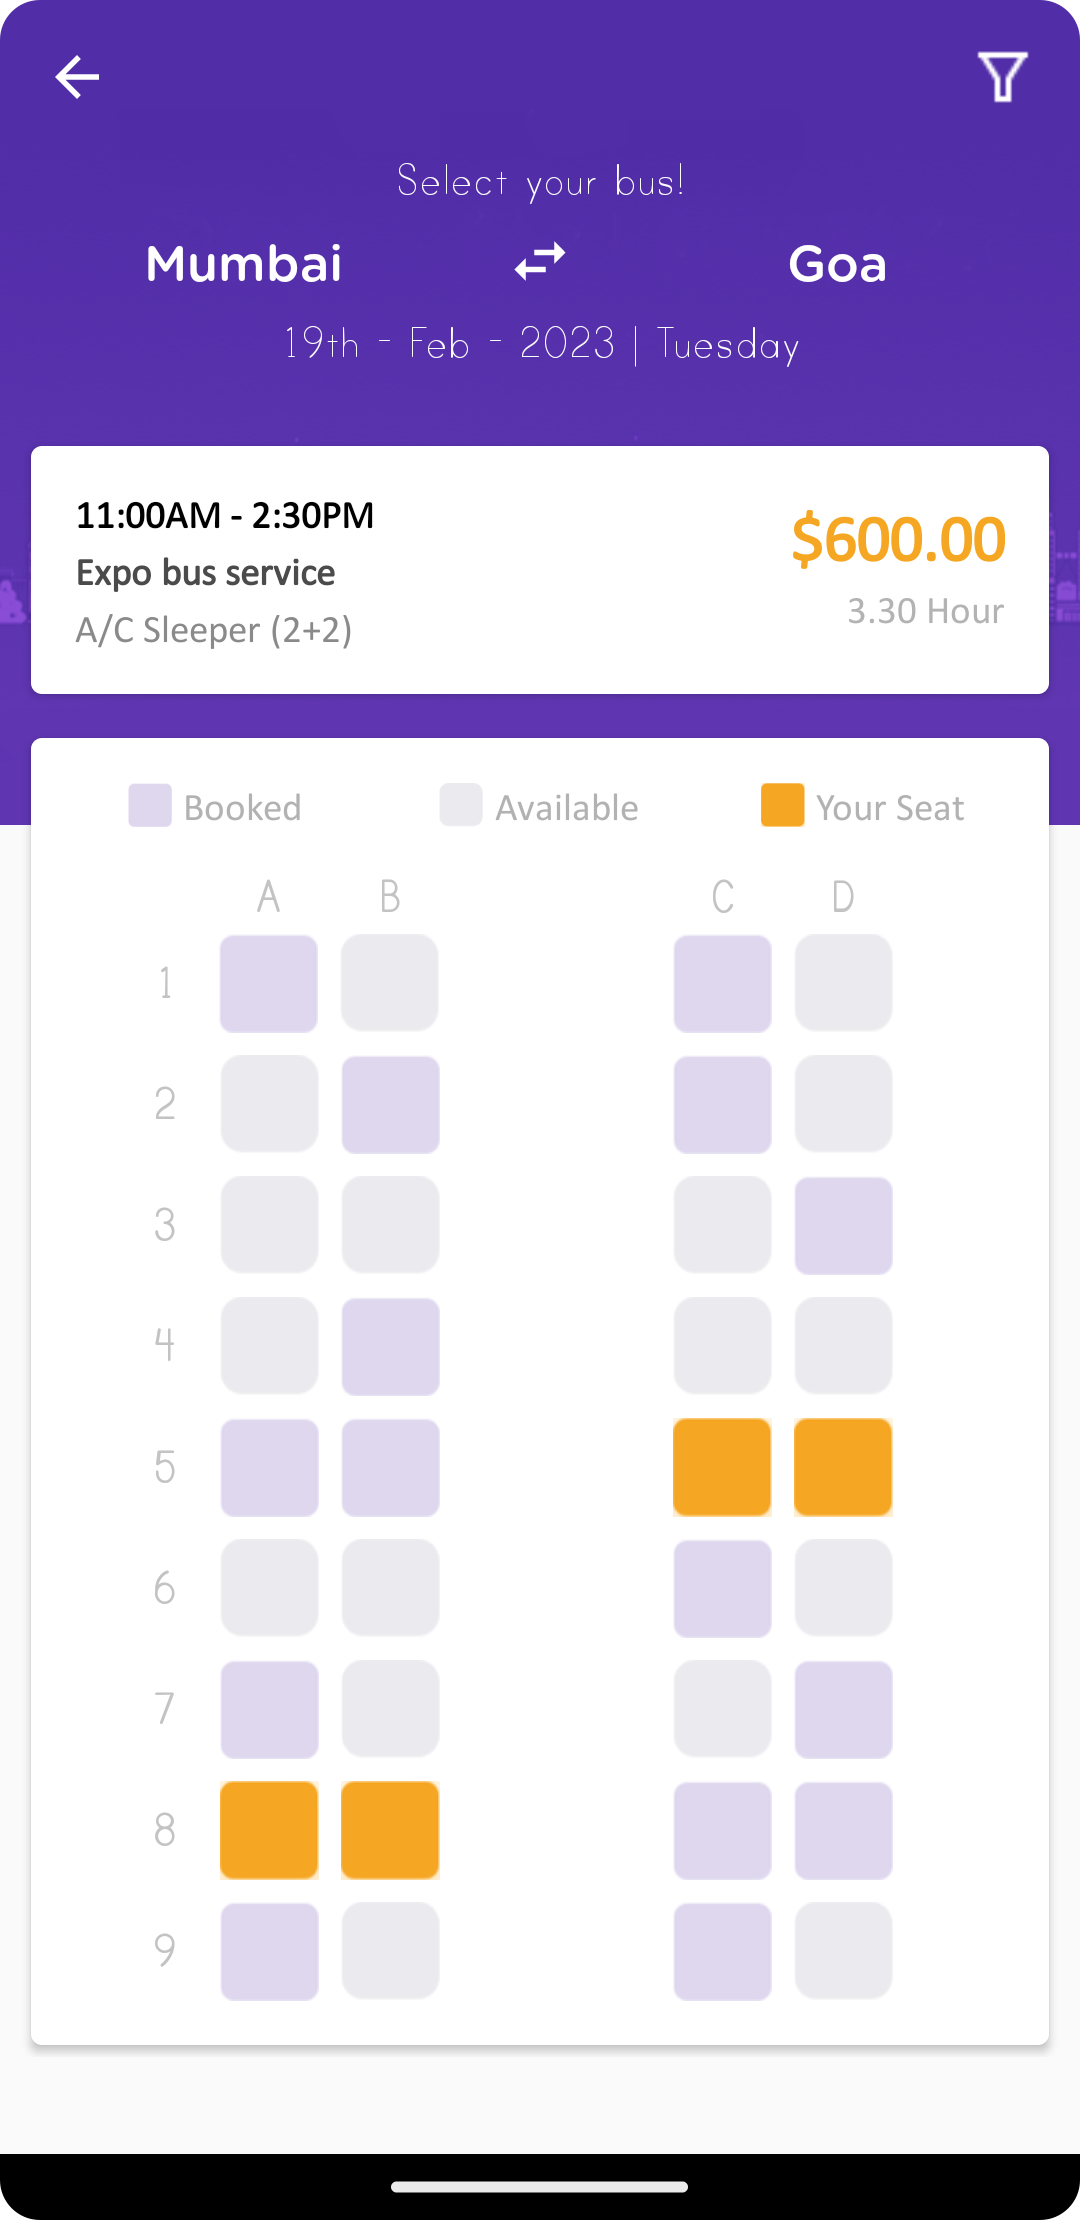 Select your bus!
Mumbai Goa
19th - Feb - 2023 | Tuesday
11:00AM - 2:30PM
$600.00
Expo bus service
3.30 Hour
A/C Sleeper (2+2)
Booked Available Your Seat
A B C D
1
2
3
4
5
6
7
8
9